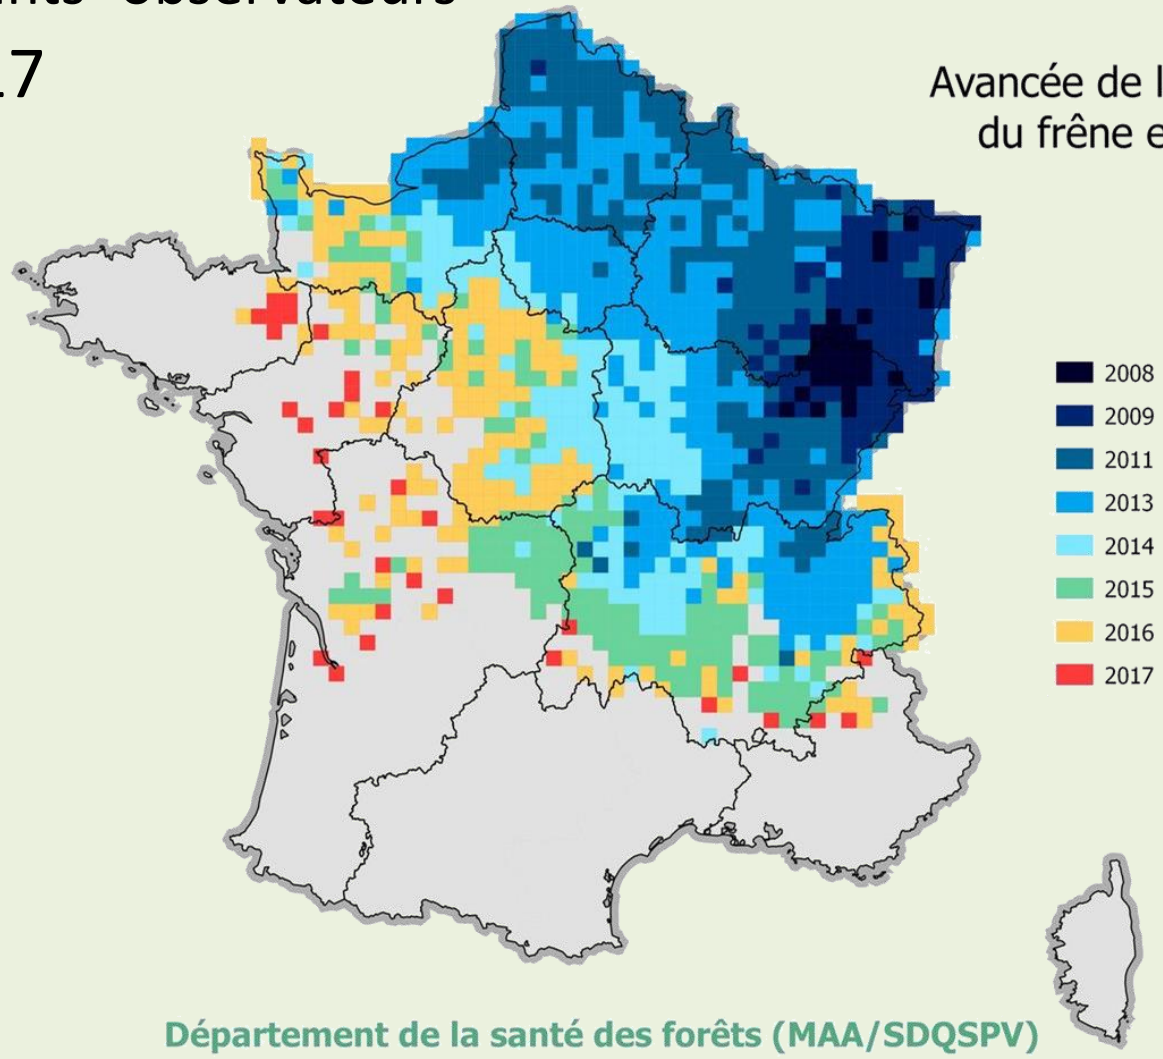 observateurs
Avancée de
du frêne
2008
2009
2011
2013
2014
2015
2016
2017
Département de la santé des forêts (MAA/SDQSPV)